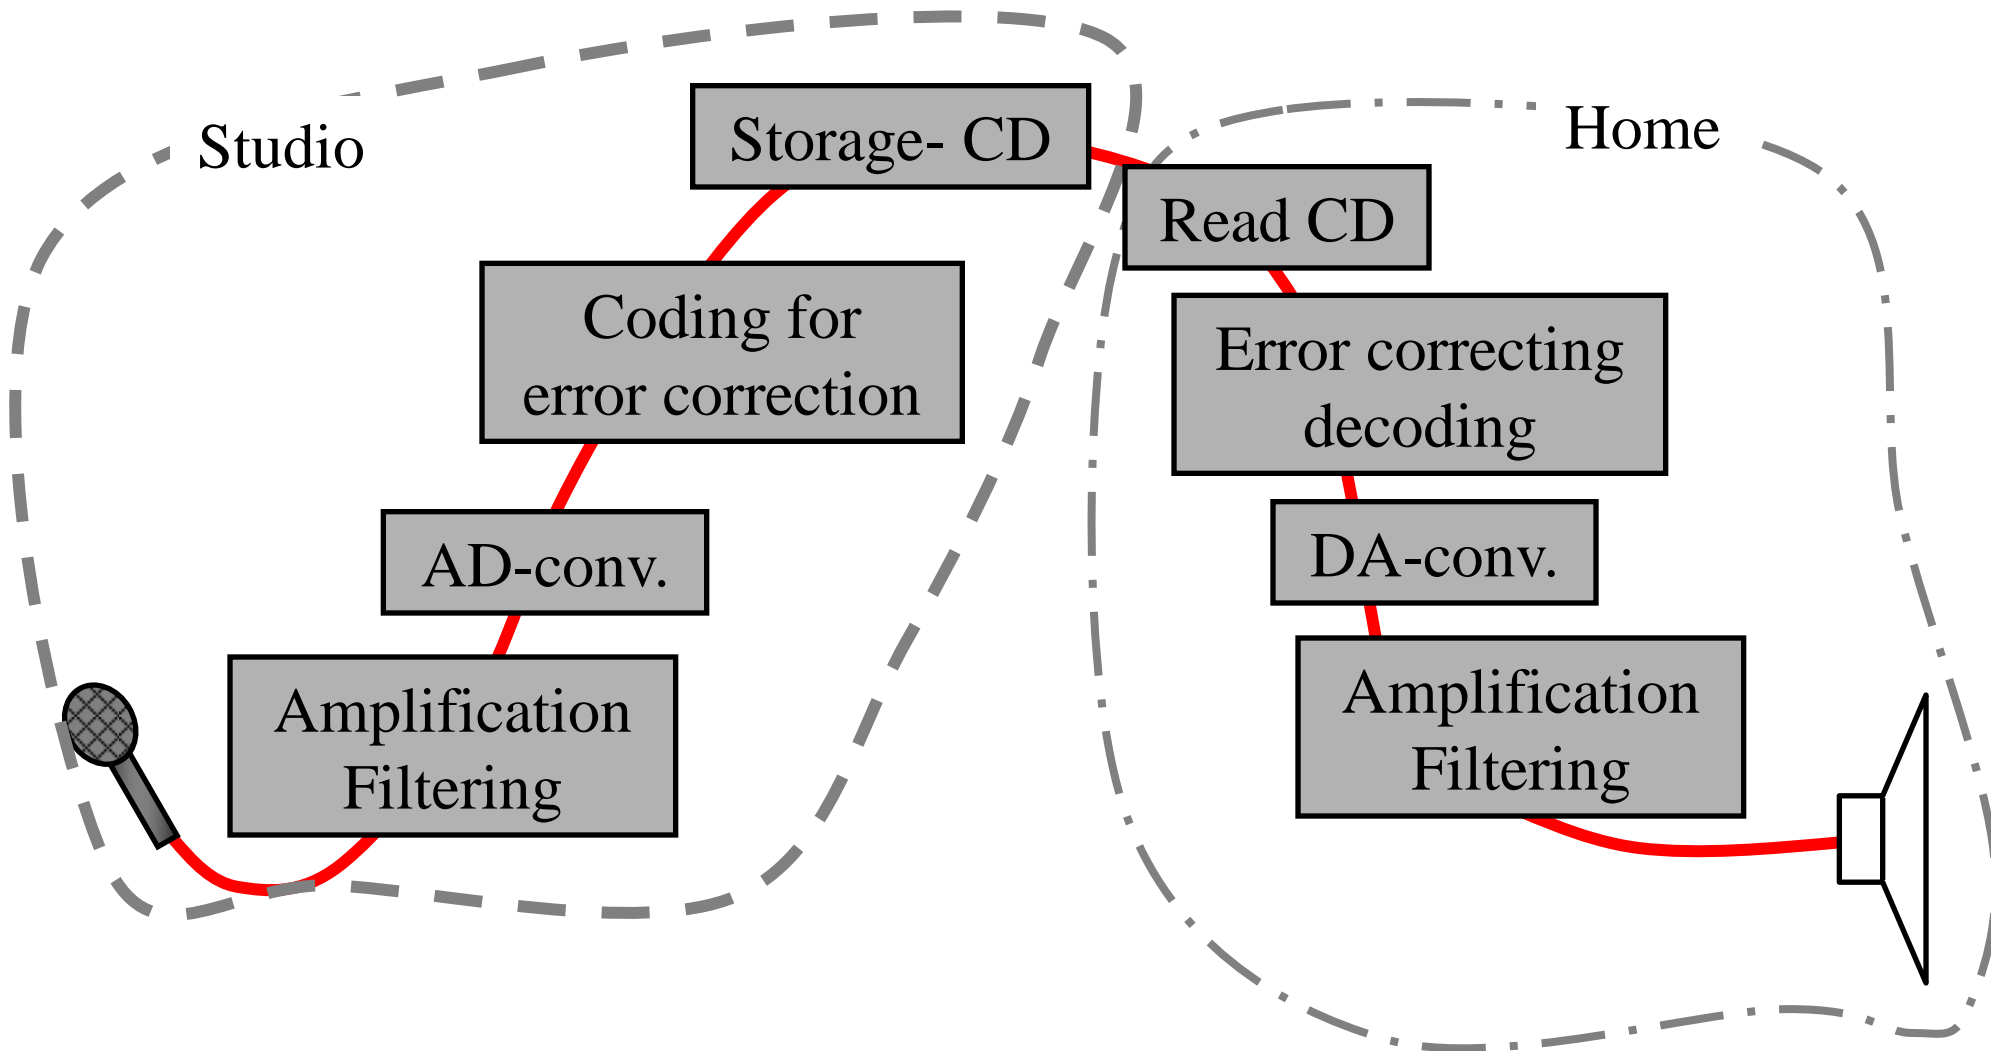 Studio
Storage- CD
Coding for
error correction
AD-conv.
Amplification
Filtering
Home
Read CD
Error correcting
decoding
DA-conv.
Amplification
Filtering